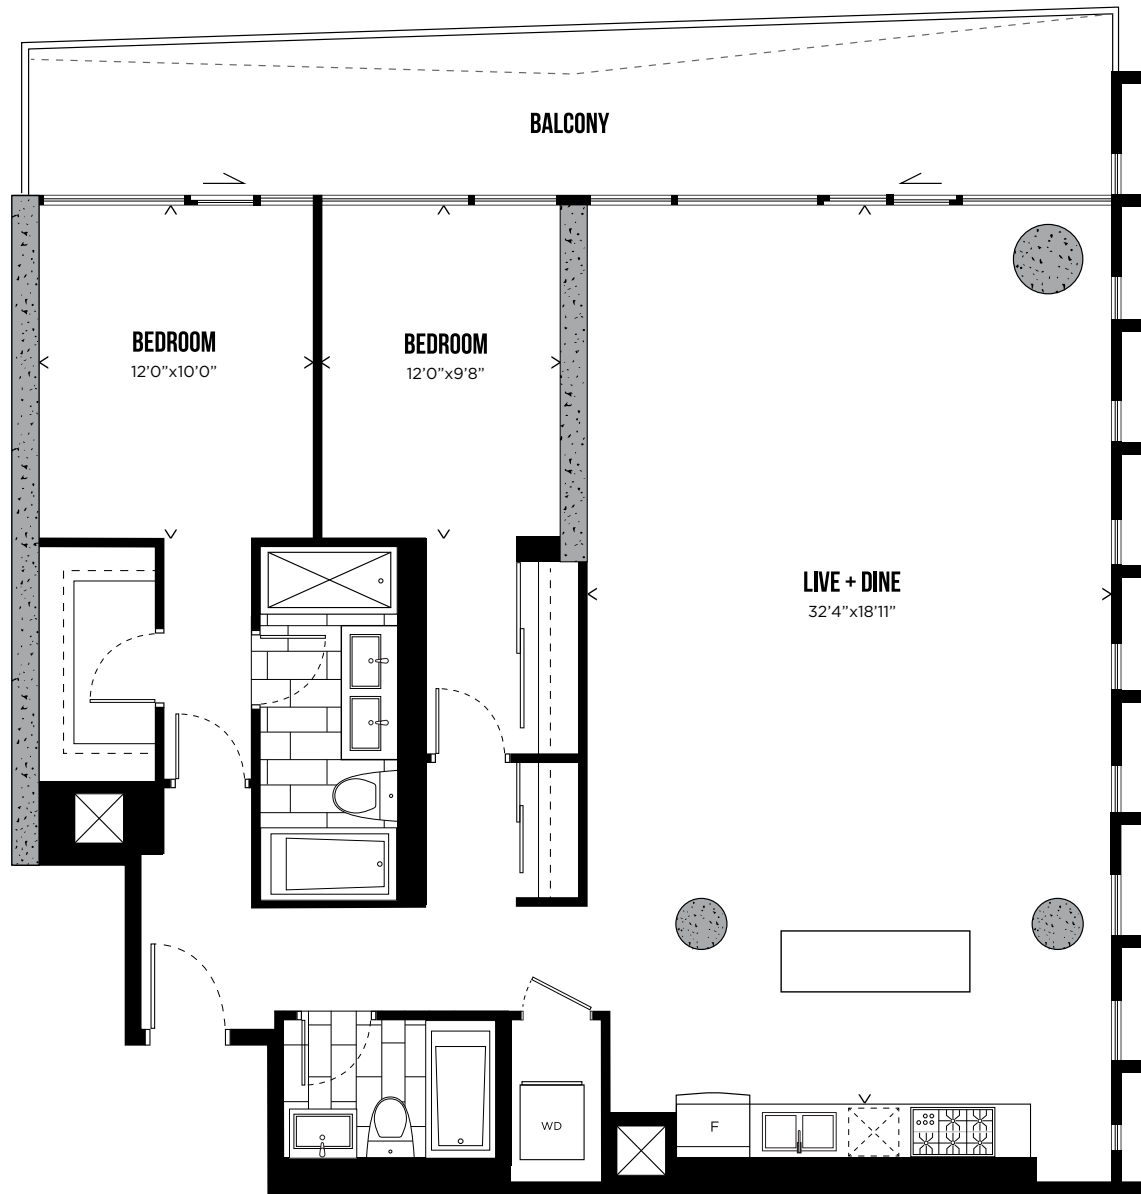 BALCONY
BEDROOM
12'0"x10'0"
BEDROOM
12'0"x9'8"
LIVE + DINE
32'4"x18'11"
WD
F